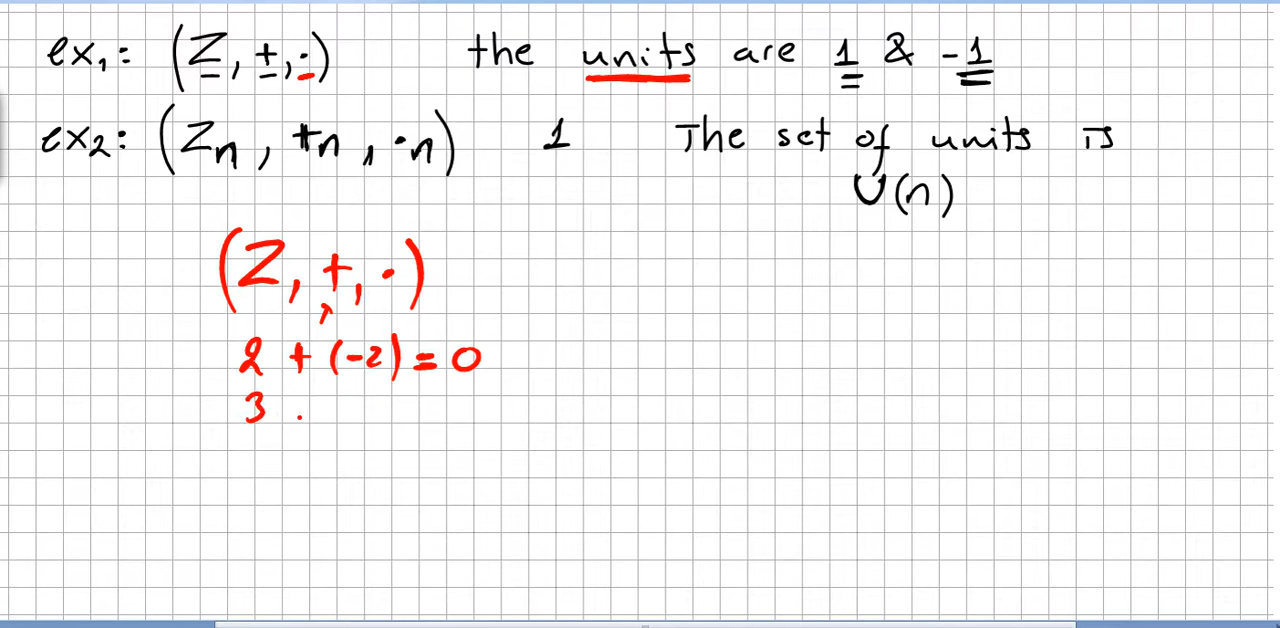 ex₁: (Z, +, ·) the units are 1 & -1
ex₂: (Zn, +n, ·n) 1 The set of units is
U(n)
(Z, +, ·)
2 + (-2) = 0
3 ·